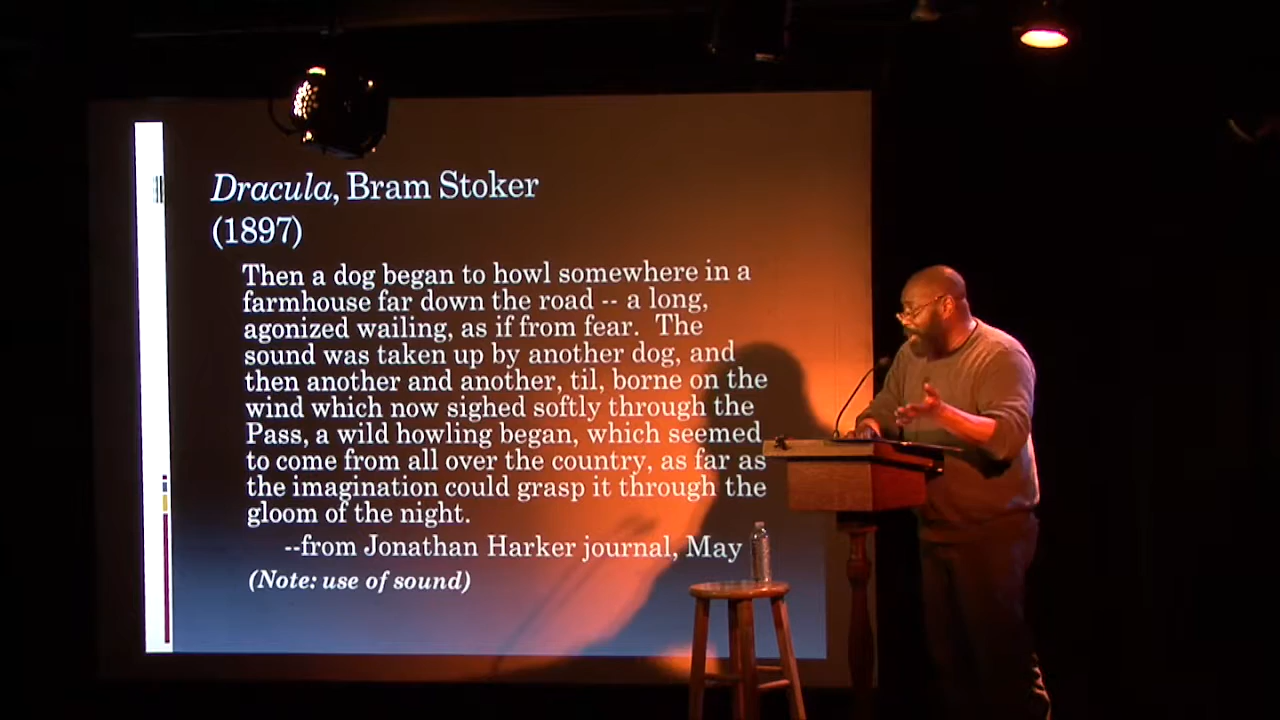 Dracula, Bram Stoker
(1897)
Then a dog began to howl somewhere in a
farmhouse far down the road -- a long,
agonized wailing, as if from fear.  The
sound was taken up by another dog, and
then another and another, til, borne on the
wind which now sighed softly through the
Pass, a wild howling began, which seemed
to come from all over the country, as far as
the imagination could grasp it through the
gloom of the night.
--from Jonathan Harker journal, May
(Note: use of sound)